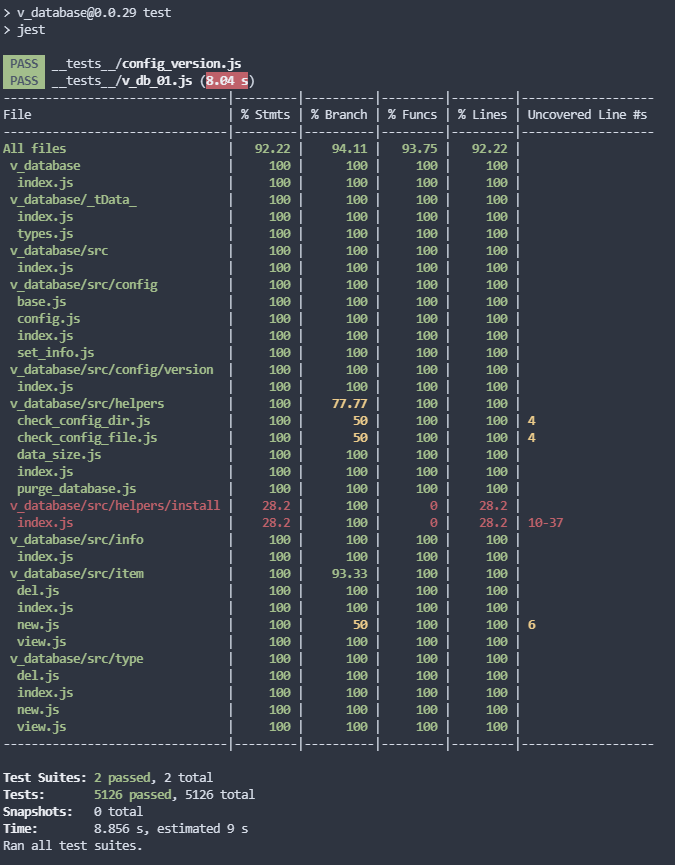 > v_database@0.0.29 test
> jest
PASS __tests__/config_version.js
PASS __tests__/v_db_01.js (8.04 s)
--------------------------------|---------|----------|---------|---------|-------------------
File                            | % Stmts | % Branch | % Funcs | % Lines | Uncovered Line #s
--------------------------------|---------|----------|---------|---------|-------------------
All files                       |   92.22 |    94.11 |   93.75 |   92.22 |
 v_database                     |     100 |      100 |     100 |     100 |
  index.js                      |     100 |      100 |     100 |     100 |
 v_database/_tData_             |     100 |      100 |     100 |     100 |
  index.js                      |     100 |      100 |     100 |     100 |
  types.js                      |     100 |      100 |     100 |     100 |
 v_database/src                 |     100 |      100 |     100 |     100 |
  index.js                      |     100 |      100 |     100 |     100 |
 v_database/src/config          |     100 |      100 |     100 |     100 |
  base.js                       |     100 |      100 |     100 |     100 |
  config.js                     |     100 |      100 |     100 |     100 |
  index.js                      |     100 |      100 |     100 |     100 |
  set_info.js                   |     100 |      100 |     100 |     100 |
 v_database/src/config/version  |     100 |      100 |     100 |     100 |
  index.js                      |     100 |      100 |     100 |     100 |
 v_database/src/helpers         |     100 |    77.77 |     100 |     100 |
  check_config_dir.js           |     100 |       50 |     100 |     100 | 4
  check_config_file.js          |     100 |       50 |     100 |     100 | 4
  data_size.js                  |     100 |      100 |     100 |     100 |
  index.js                      |     100 |      100 |     100 |     100 |
  purge_database.js             |     100 |      100 |     100 |     100 |
 v_database/src/helpers/install |    28.2 |      100 |       0 |    28.2 |
  index.js                      |    28.2 |      100 |       0 |    28.2 | 10-37
 v_database/src/info            |     100 |      100 |     100 |     100 |
  index.js                      |     100 |      100 |     100 |     100 |
 v_database/src/item            |     100 |    93.33 |     100 |     100 |
  del.js                        |     100 |      100 |     100 |     100 |
  index.js                      |     100 |      100 |     100 |     100 |
  new.js                        |     100 |       50 |     100 |     100 | 6
  view.js                       |     100 |      100 |     100 |     100 |
 v_database/src/type            |     100 |      100 |     100 |     100 |
  del.js                        |     100 |      100 |     100 |     100 |
  index.js                      |     100 |      100 |     100 |     100 |
  new.js                        |     100 |      100 |     100 |     100 |
  view.js                       |     100 |      100 |     100 |     100 |
--------------------------------|---------|----------|---------|---------|-------------------
Test Suites: 2 passed, 2 total
Tests:       5126 passed, 5126 total
Snapshots:   0 total
Time:        8.856 s, estimated 9 s
Ran all test suites.